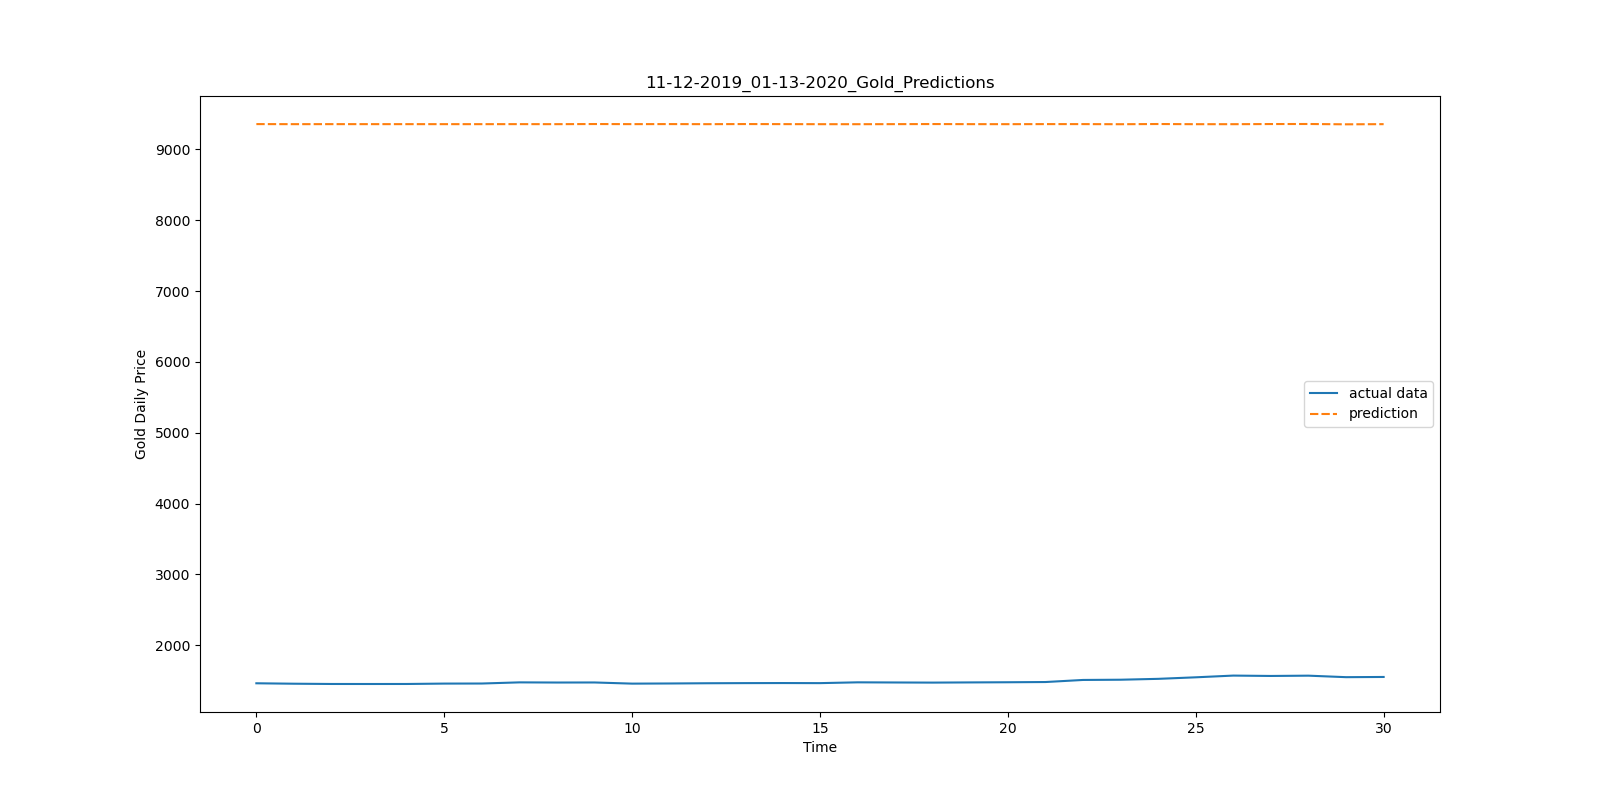 11-12-2019_01-13-2020_Gold_Predictions
Gold Daily Price
9000
8000
7000
6000
5000
4000
3000
2000
actual data
prediction
0 5 10 15 20 25 30
Time